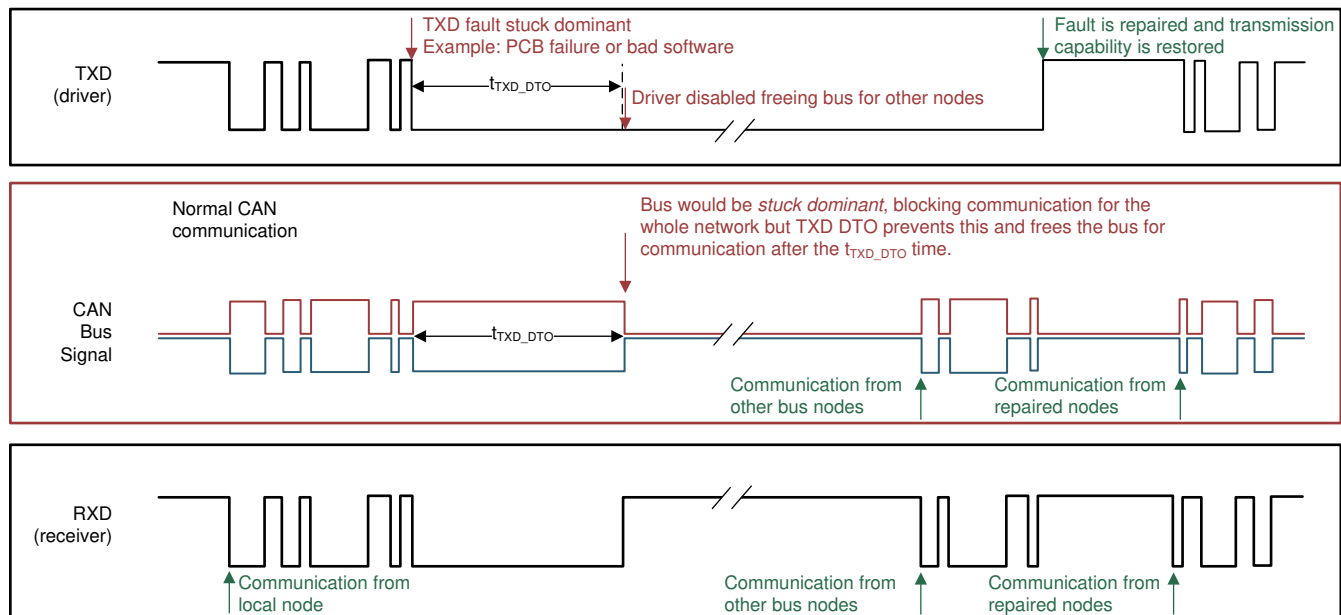 TXD fault stuck dominant
Example: PCB failure or bad software
Fault is repaired and transmission
capability is restored
TXD
(driver)
tTXD_DTO
Driver disabled freeing bus for other nodes
Normal CAN
communication
Bus would be stuck dominant, blocking communication for the
whole network but TXD DTO prevents this and frees the bus for
communication after the tTXD_DTO time.
CAN
Bus
Signal
tTXD_DTO
Communication from
other bus nodes
Communication from
repaired nodes
RXD
(receiver)
Communication from
local node
Communication from
other bus nodes
Communication from
repaired nodes